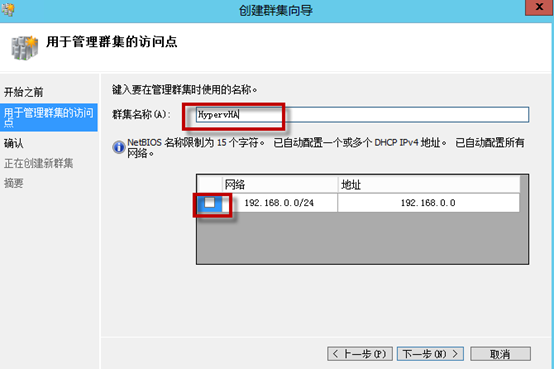 创建群集向导
x
用于管理群集的访问点
开始之前
用于管理群集的访问
点
确认
正在创建新群集
摘要
键入要在管理群集时使用的名称。
群集名称(A):
HypervHA
NetBIOS 名称限制为 15 个字符。 已自动配置一个或多个 DHCP IPv4 地址。 已自动配置所有
网络。
网络 地址
192.168.0.0/24 192.168.0.0
< 上一步(P) 下一步(N) > 取消